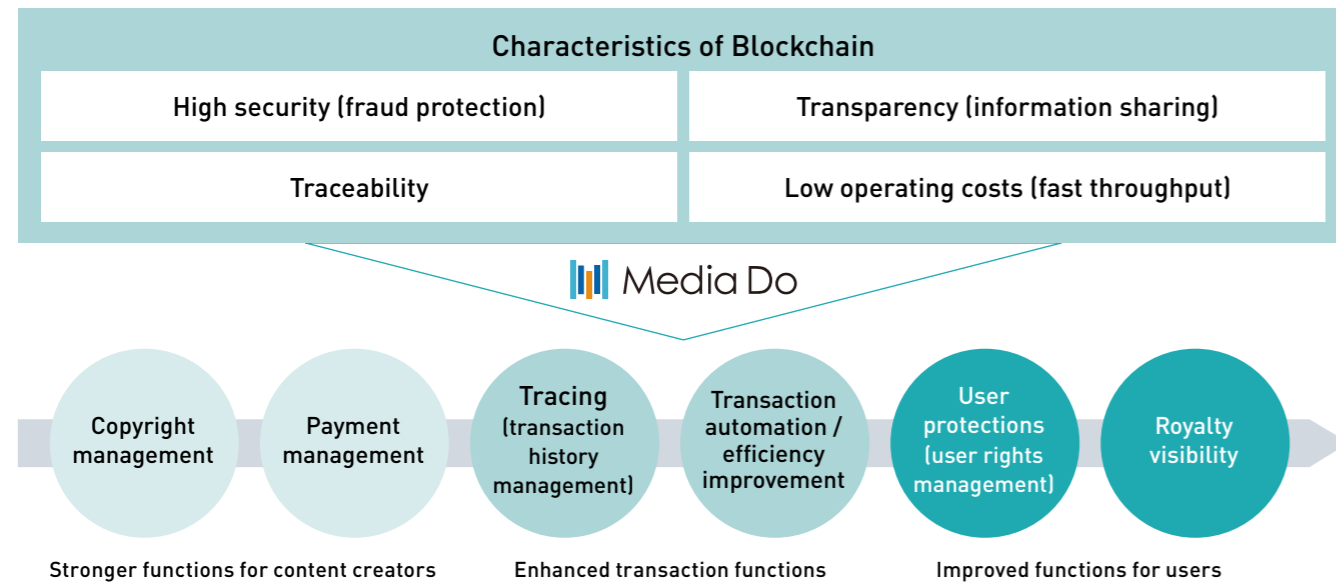 Characteristics of Blockchain
High security (fraud protection)
Transparency (information sharing)
Traceability
Low operating costs (fast throughput)
Media Do
Copyright
management
Payment
management
Tracing
(transaction
history
management)
Transaction
automation /
efficiency
improvement
User
protections
(user rights
management)
Royalty
visibility
Stronger functions for content creators
Enhanced transaction functions
Improved functions for users